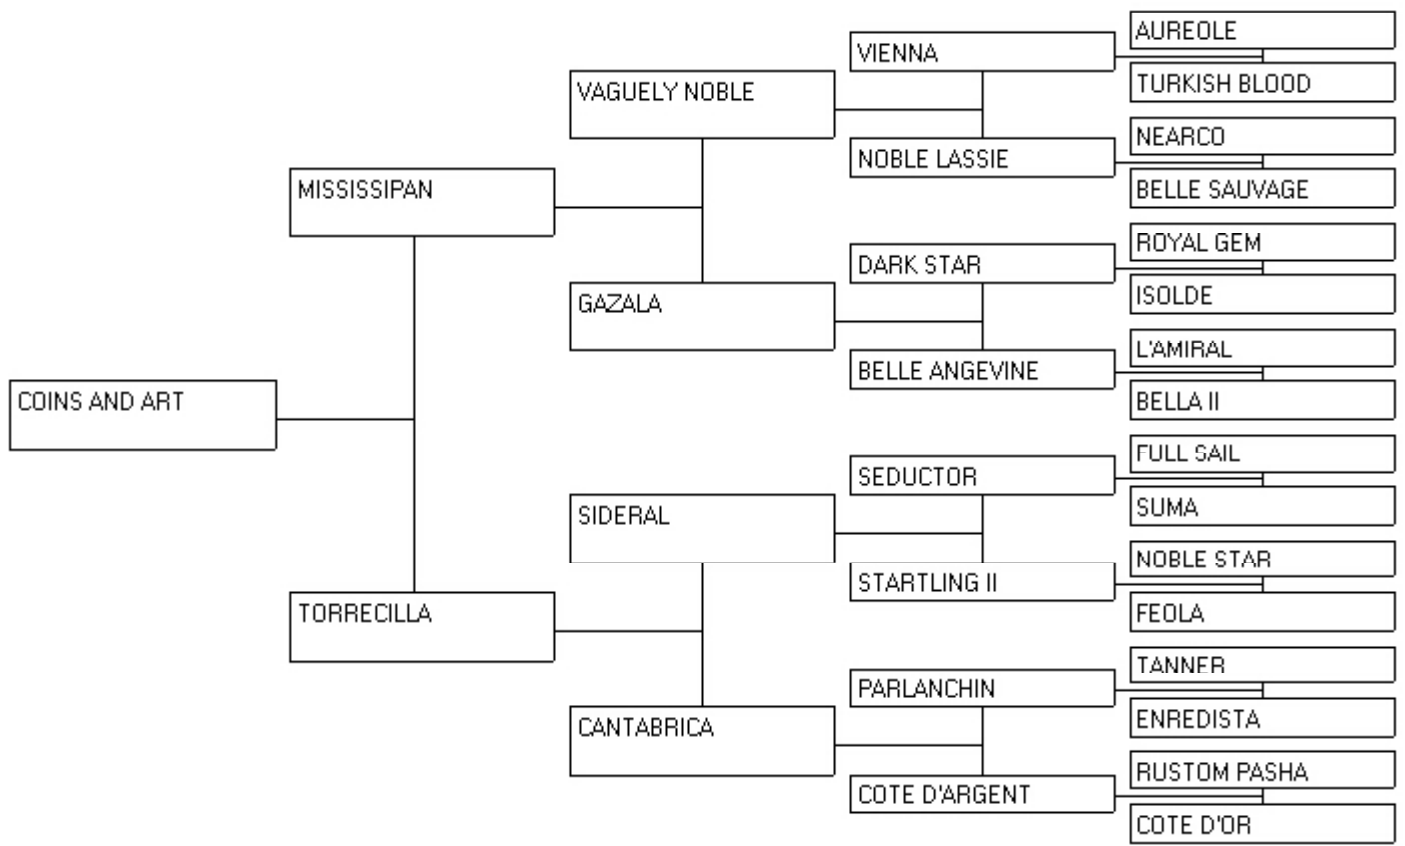 AUREOLE
VIENNA
TURKISH BLOOD
VAGUELY NOBLE
NEARCO
NOBLE LASSIE
BELLE SAUVAGE
MISSISSIPAN
ROYAL GEM
DARK STAR
ISOLDE
GAZALA
L'AMIRAL
BELLE ANGEVINE
BELLA II
COINS AND ART
FULL SAIL
SEDUCTOR
SUMA
SIDERAL
NOBLE STAR
STARTLING II
FEOLA
TORRECILLA
TANNER
PARLANCHIN
ENREDISTA
CANTABRICA
RUSTOM PASHA
COTE D'ARGENT
COTE D'OR